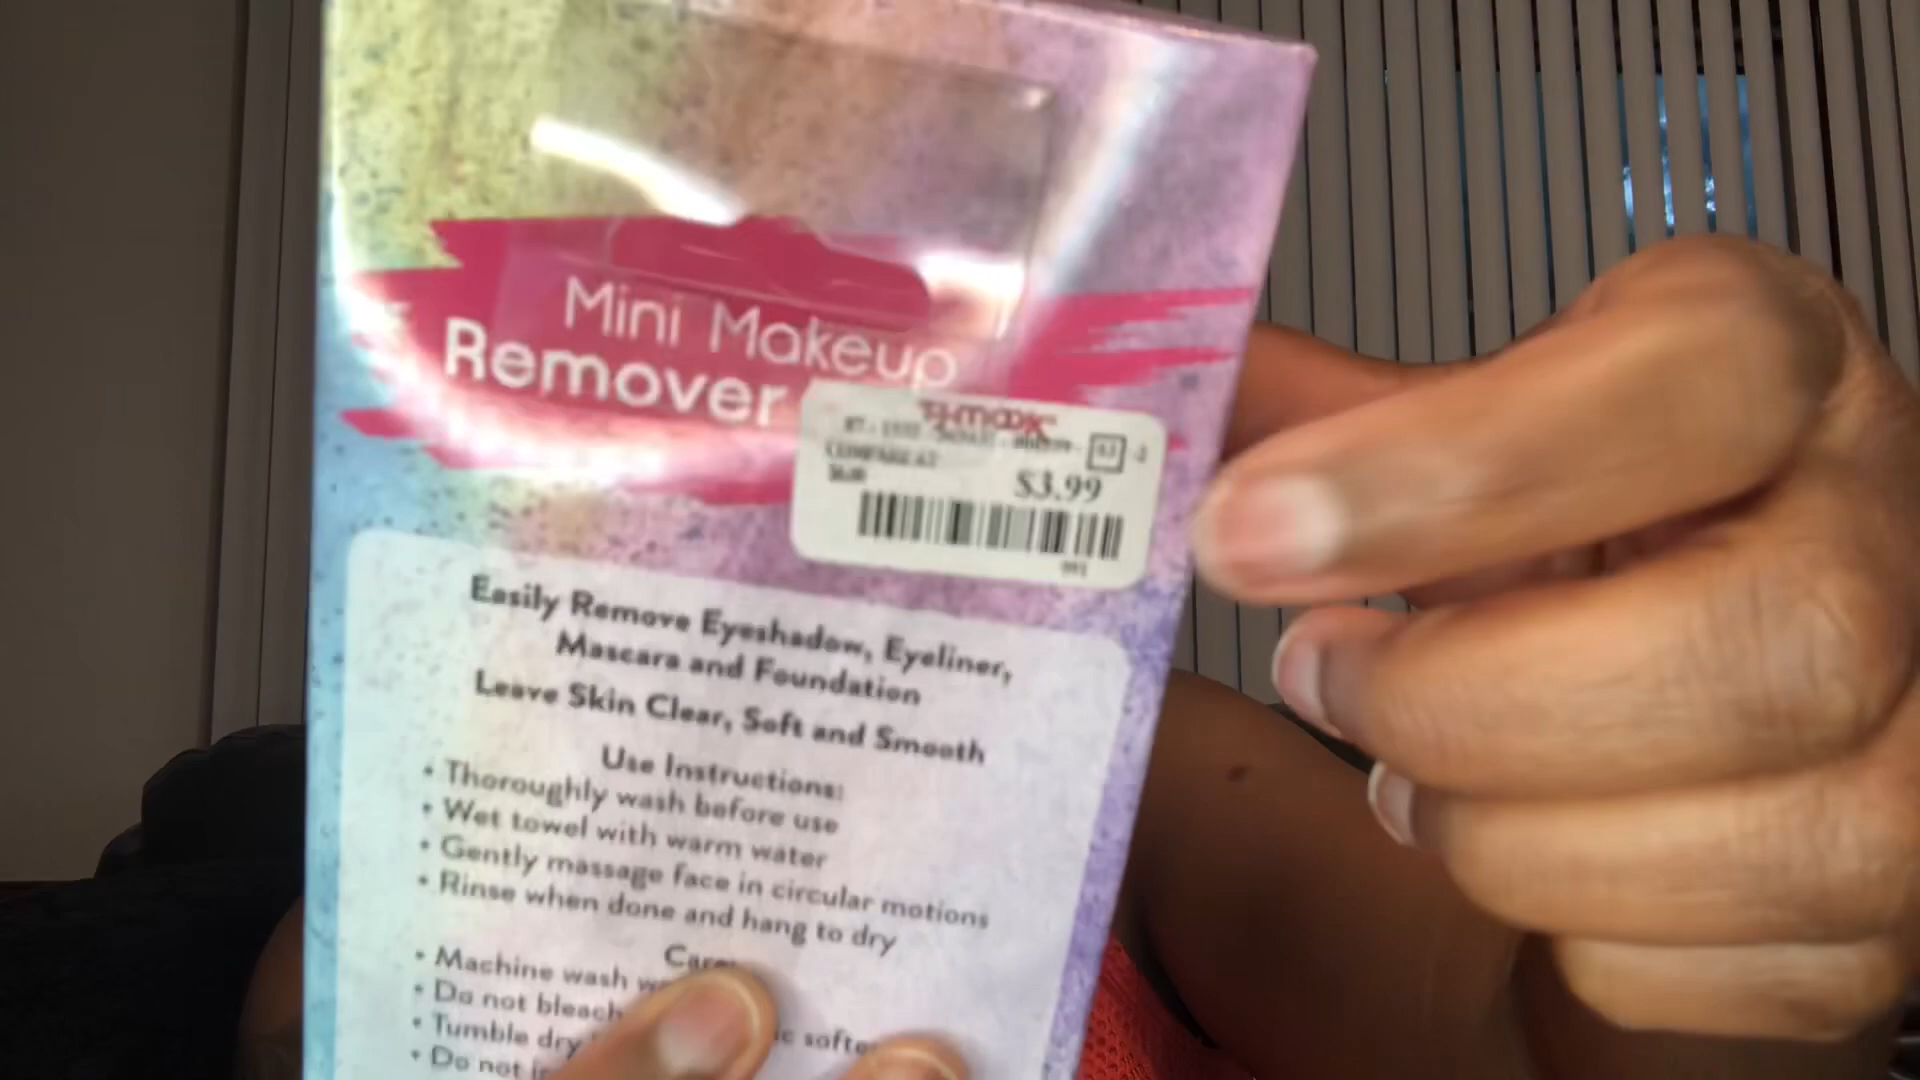 Mini Makeup
Remover
T.J.maxx
COMPARE AT
$3.99
Easily Remove Eyeshadow, Eyeliner,
Mascara and Foundation
Leave Skin Clear, Soft and Smooth
Use Instructions:
• Thoroughly wash before use
• Wet towel with warm water
• Gently massage face in circular motions
• Rinse when done and hang to dry
• Machine wash
• Do not bleach
• Tumble dry
• Do not